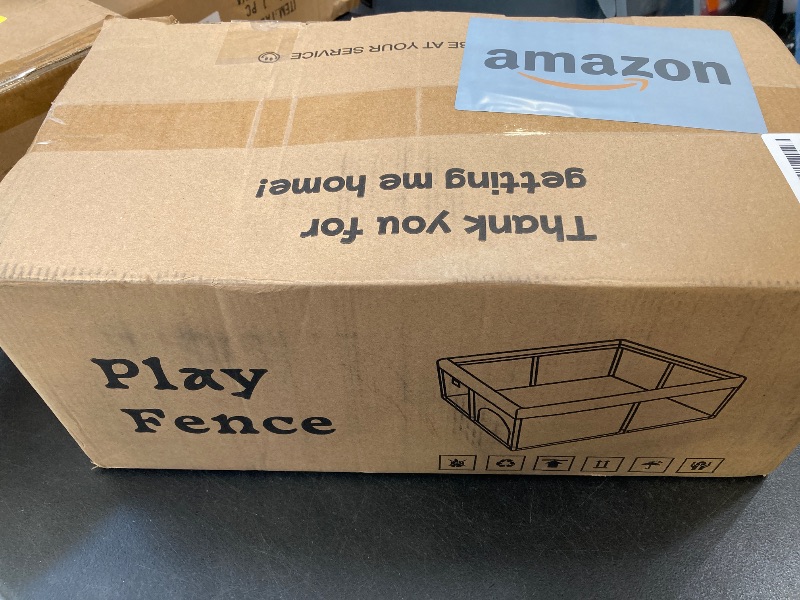 BE AT YOUR SERVICE
amazon
Thank you for
getting me home!
Play
Fence